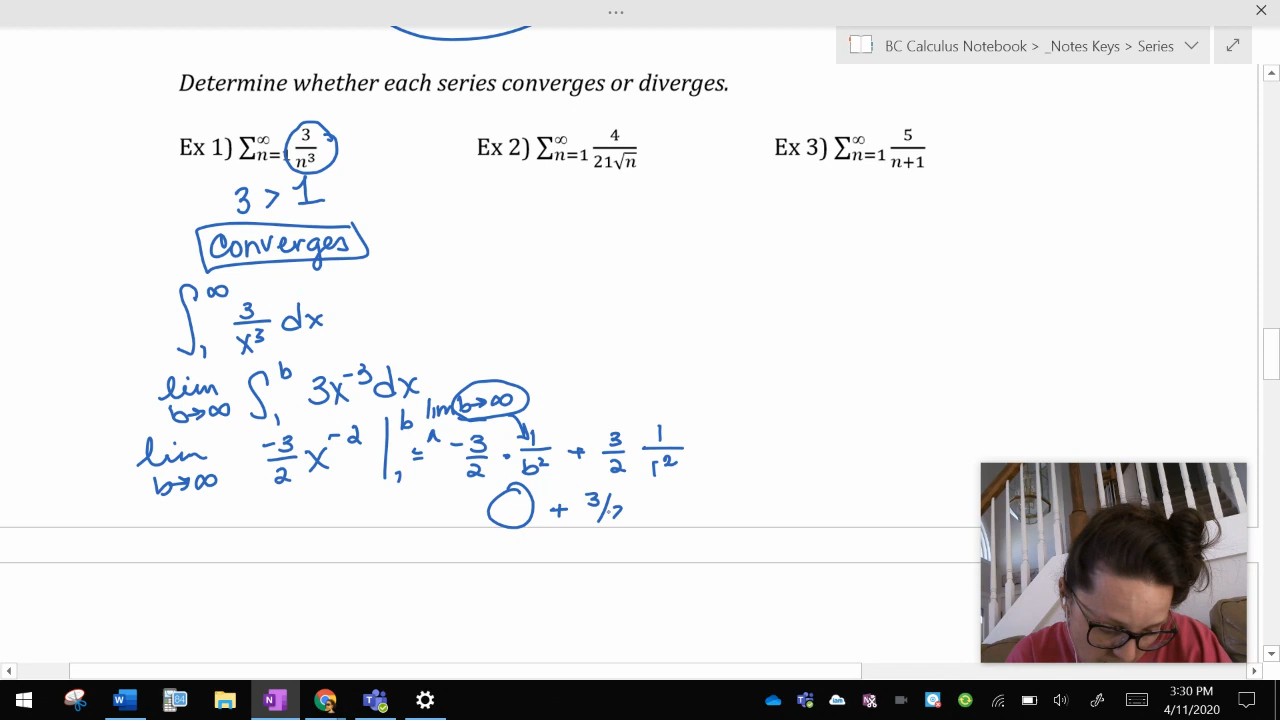 BC Calculus Notebook > _Notes Keys > Series
Determine whether each series converges or diverges.
Ex 1) ∑ₙ₌₁^∞ 3/n³
Ex 2) ∑ₙ₌₁^∞ 4/(21√n)
Ex 3) ∑ₙ₌₁^∞ 5/(n+1)
3 > 1
Converges
∫₁^∞ 3/x³ dx
lim b→∞ ∫₁^b 3x⁻³ dx
lim b→∞
lim b→∞ -3/2 x⁻² |₁^b = -3/2 · 1/b² + 3/2 1/1²
0 + 3/2
3:30 PM
4/11/2020